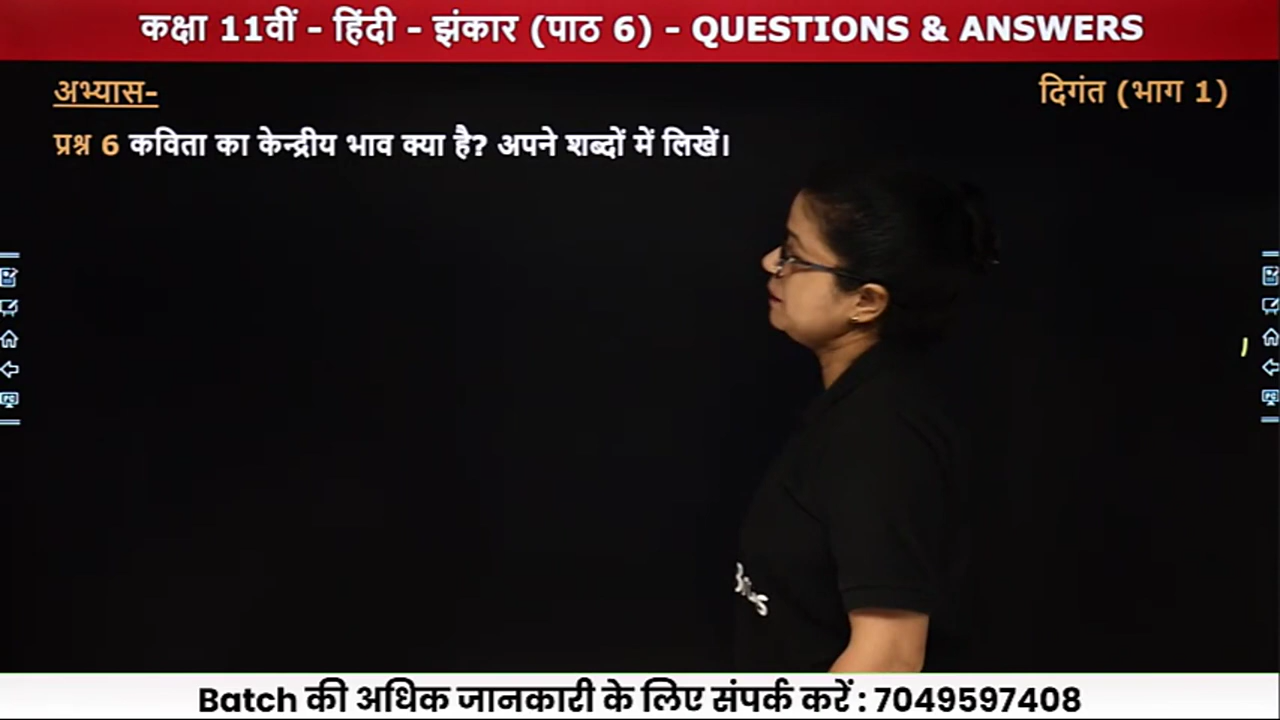 कक्षा 11वीं - हिंदी - झंकार (पाठ 6) - QUESTIONS & ANSWERS
अभ्यास- दिगंत (भाग 1)
प्रश्न 6 कविता का केन्द्रीय भाव क्या है? अपने शब्दों में लिखें।
Batch की अधिक जानकारी के लिए संपर्क करें : 7049597408